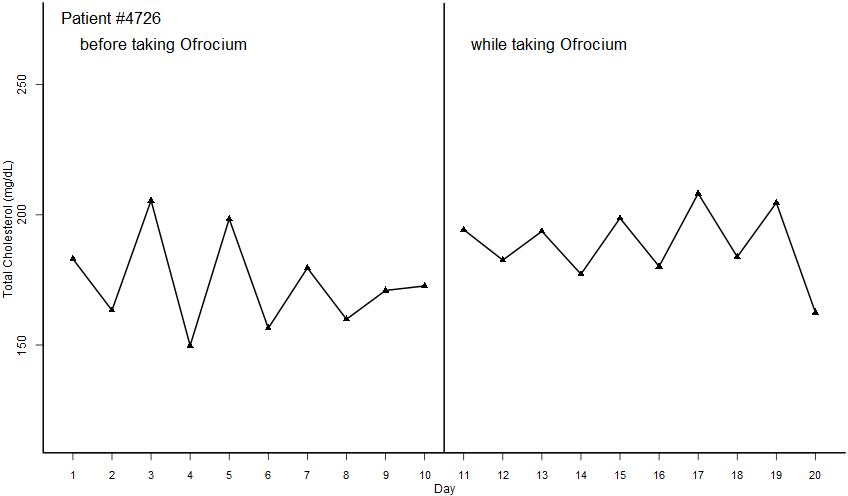 Patient #4726
before taking Ofrocium
while taking Ofrocium
Total Cholesterol (mg/dL)
250
200
150
1 2 3 4 5 6 7 8 9 10 11 12 13 14 15 16 17 18 19 20
Day